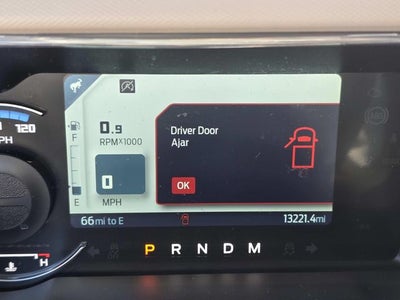 120
PH
F
E
0.9
RPMx1000
0
MPH
Driver Door
Ajar
OK
66mi to E
13221.4mi
P R N D M
H